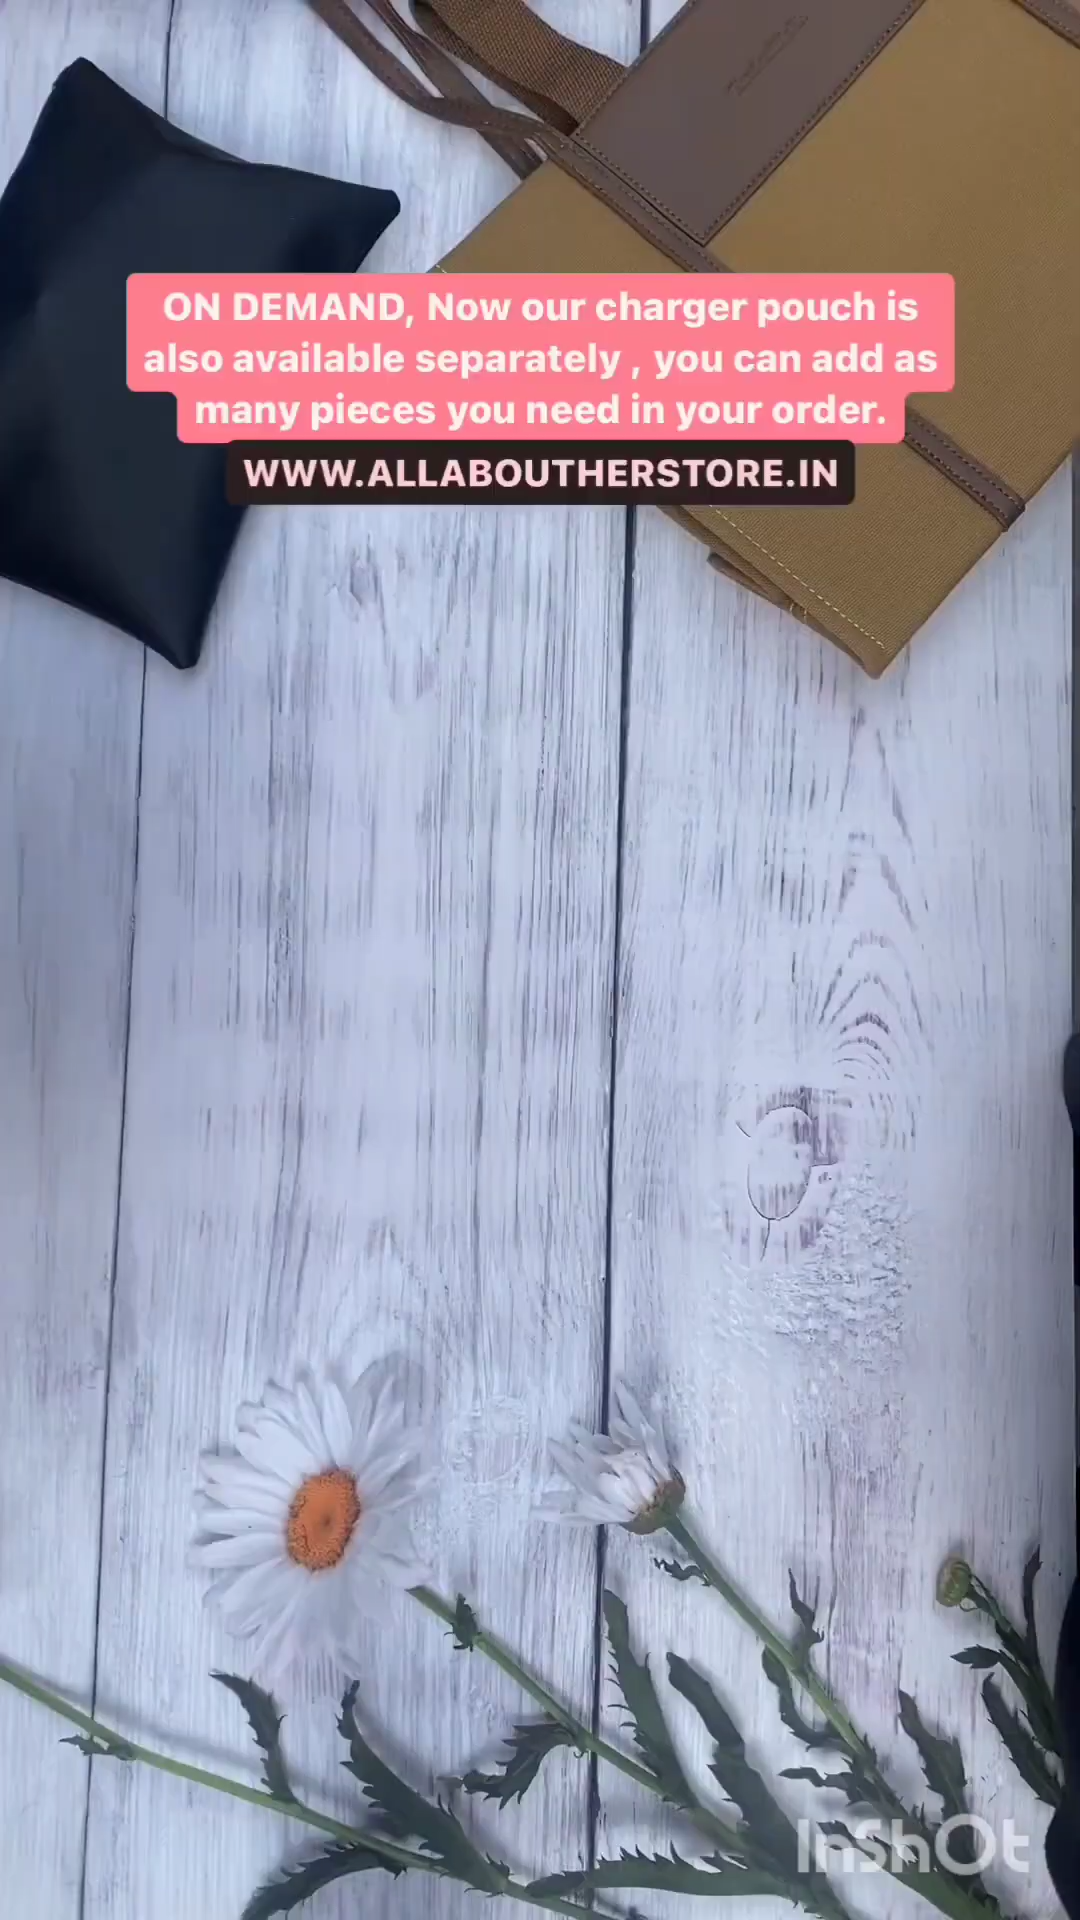 ON DEMAND, Now our charger pouch is
also available separately , you can add as
many pieces you need in your order.
WWW.ALLABOUTHERSTORE.IN
InShOt